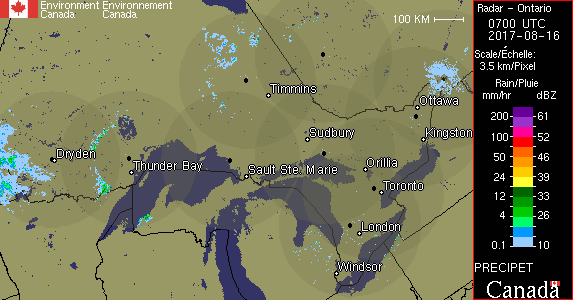 Environment Environnement
Canada Canada
100 KM
Timmins
Ottawa
Sudbury
Kingston
Dryden
Thunder Bay
Sault Ste. Marie
Orillia
Toronto
London
Windsor
Radar - Ontario
0700 UTC
2017-08-16
Scale/Échelle:
3.5 km/Pixel
Rain/Pluie
mm/hr dBZ
200 61
100 52
50 46
24 39
12 33
4 26
0.1 10
PRECIPET
Canada